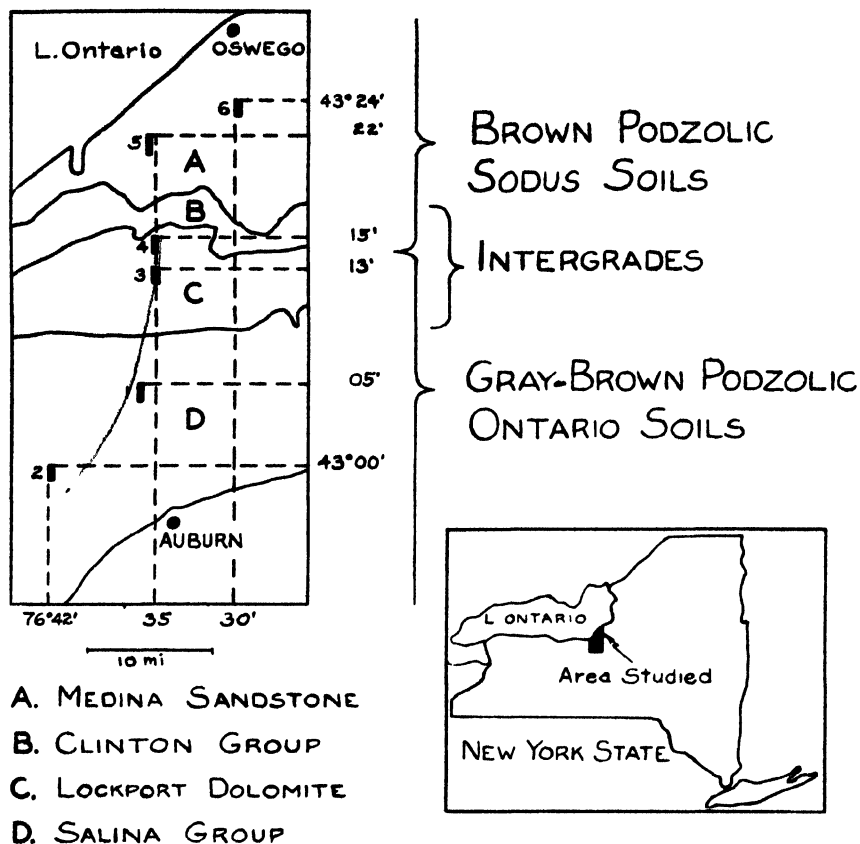 L. Ontario
OSWEGO
6
43° 24'
5
22'
A
B
4
15'
3
13'
C
1
05'
D
2
43° 00'
AUBURN
76° 42'
35
30'
10 mi
A. MEDINA SANDSTONE
B. CLINTON GROUP
C. LOCKPORT DOLOMITE
D. SALINA GROUP
BROWN PODZOLIC
SODUS SOILS
INTERGRADES
GRAY-BROWN PODZOLIC
ONTARIO SOILS
L ONTARIO
Area Studied
NEW YORK STATE